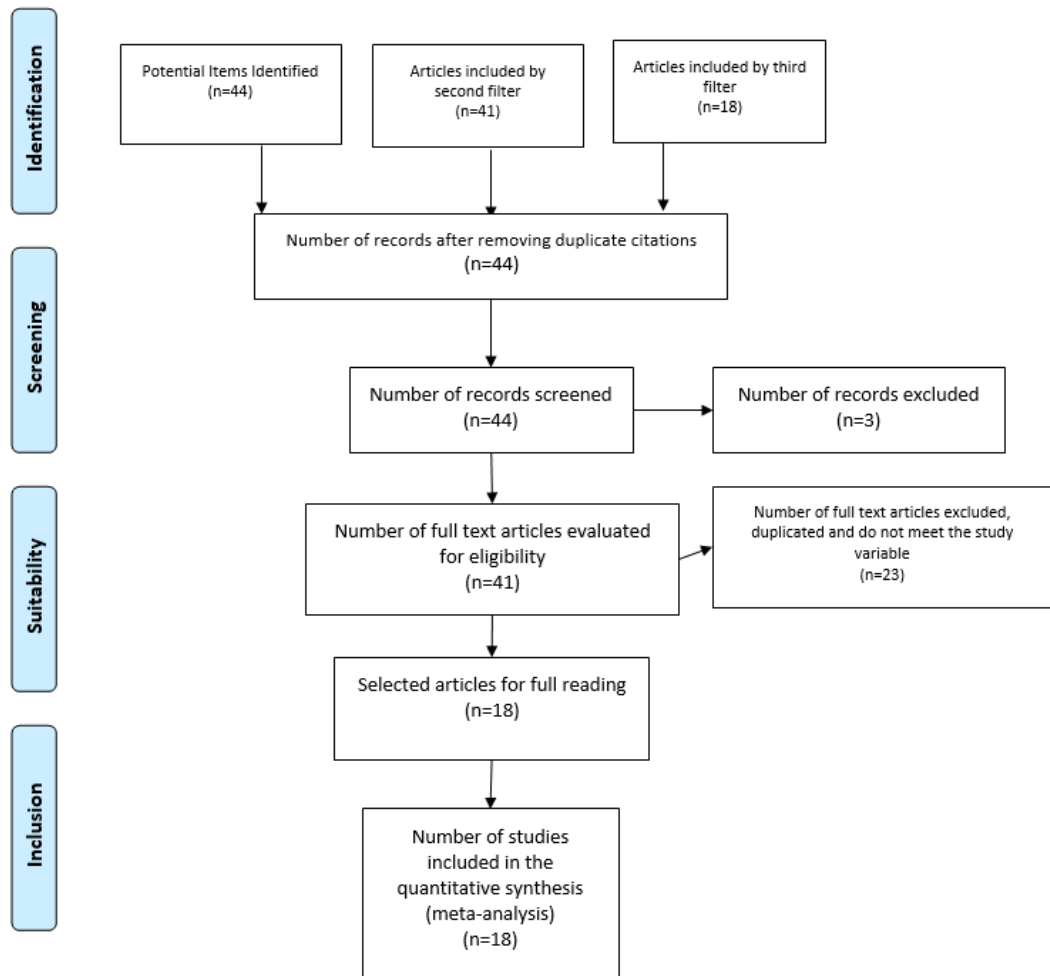 Identification
Potential Items Identified
(n=44)
Articles included by
second filter
(n=41)
Articles included by third
filter
(n=18)
Number of records after removing duplicate citations
(n=44)
Screening
Number of records screened
(n=44)
Number of records excluded
(n=3)
Suitability
Number of full text articles evaluated
for eligibility
(n=41)
Number of full text articles excluded,
duplicated and do not meet the study
variable
(n=23)
Selected articles for full reading
(n=18)
Inclusion
Number of studies
included in the
quantitative synthesis
(meta-analysis)
(n=18)